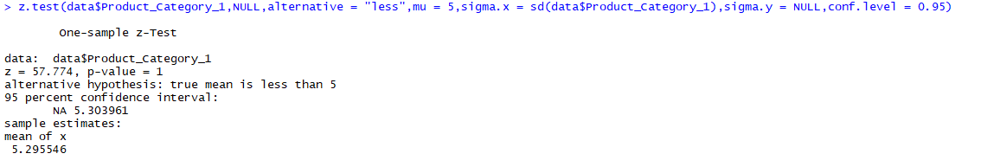 > z.test(data$Product_Category_1,NULL,alternative = "less",mu = 5,sigma.x = sd(data$Product_Category_1),sigma.y = NULL,conf.level = 0.95)
One-sample z-Test
data:  data$Product_Category_1
z = 57.774, p-value = 1
alternative hypothesis: true mean is less than 5
95 percent confidence interval:
NA 5.303961
sample estimates:
mean of x
5.295546